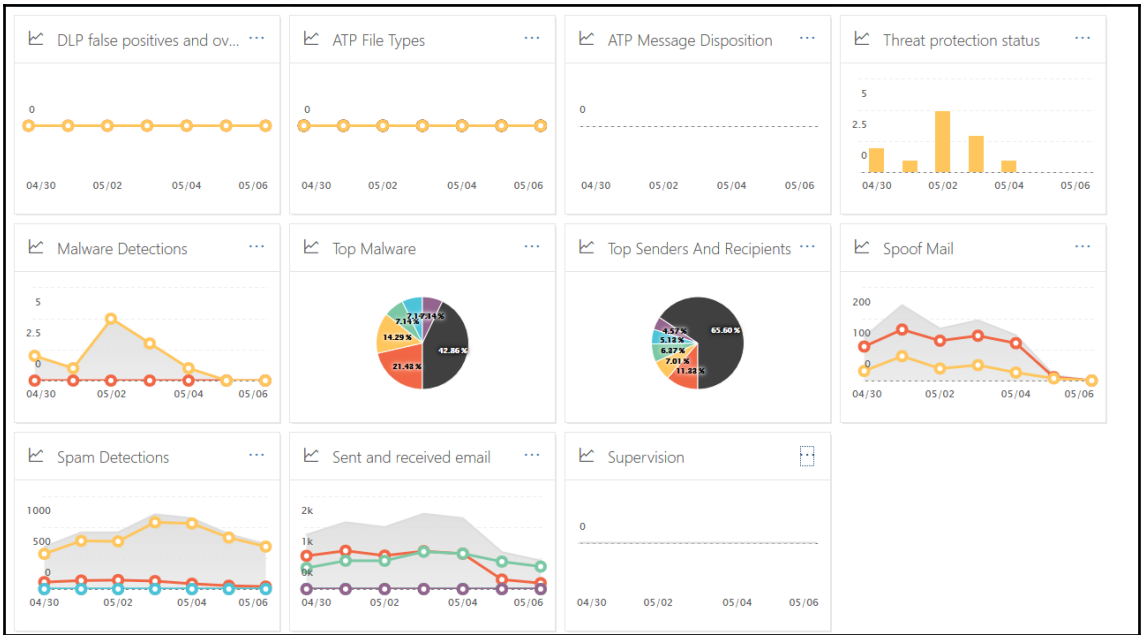 DLP false positives and ov... ...
ATP File Types ...
ATP Message Disposition ...
Threat protection status ...
0
04/30 05/02 05/04 05/06
0
04/30 05/02 05/04 05/06
0
04/30 05/02 05/04 05/06
5
2.5
0
04/30 05/02 05/04 05/06
Malware Detections ...
Top Malware ...
Top Senders And Recipients ...
Spoof Mail ...
5
2.5
0
04/30 05/02 05/04 05/06
7.14%
7.14%
7.14%
14.29 %
42.86 %
21.43 %
4.57%
65.60 %
5.13%
7.01%
200
100
0
04/30 05/02 05/04 05/06
Spam Detections ...
Sent and received email ...
Supervision ...
1000
500
0
04/30 05/02 05/04 05/06
2k
1k
0k
04/30 05/02 05/04 05/06
0
04/30 05/02 05/04 05/06